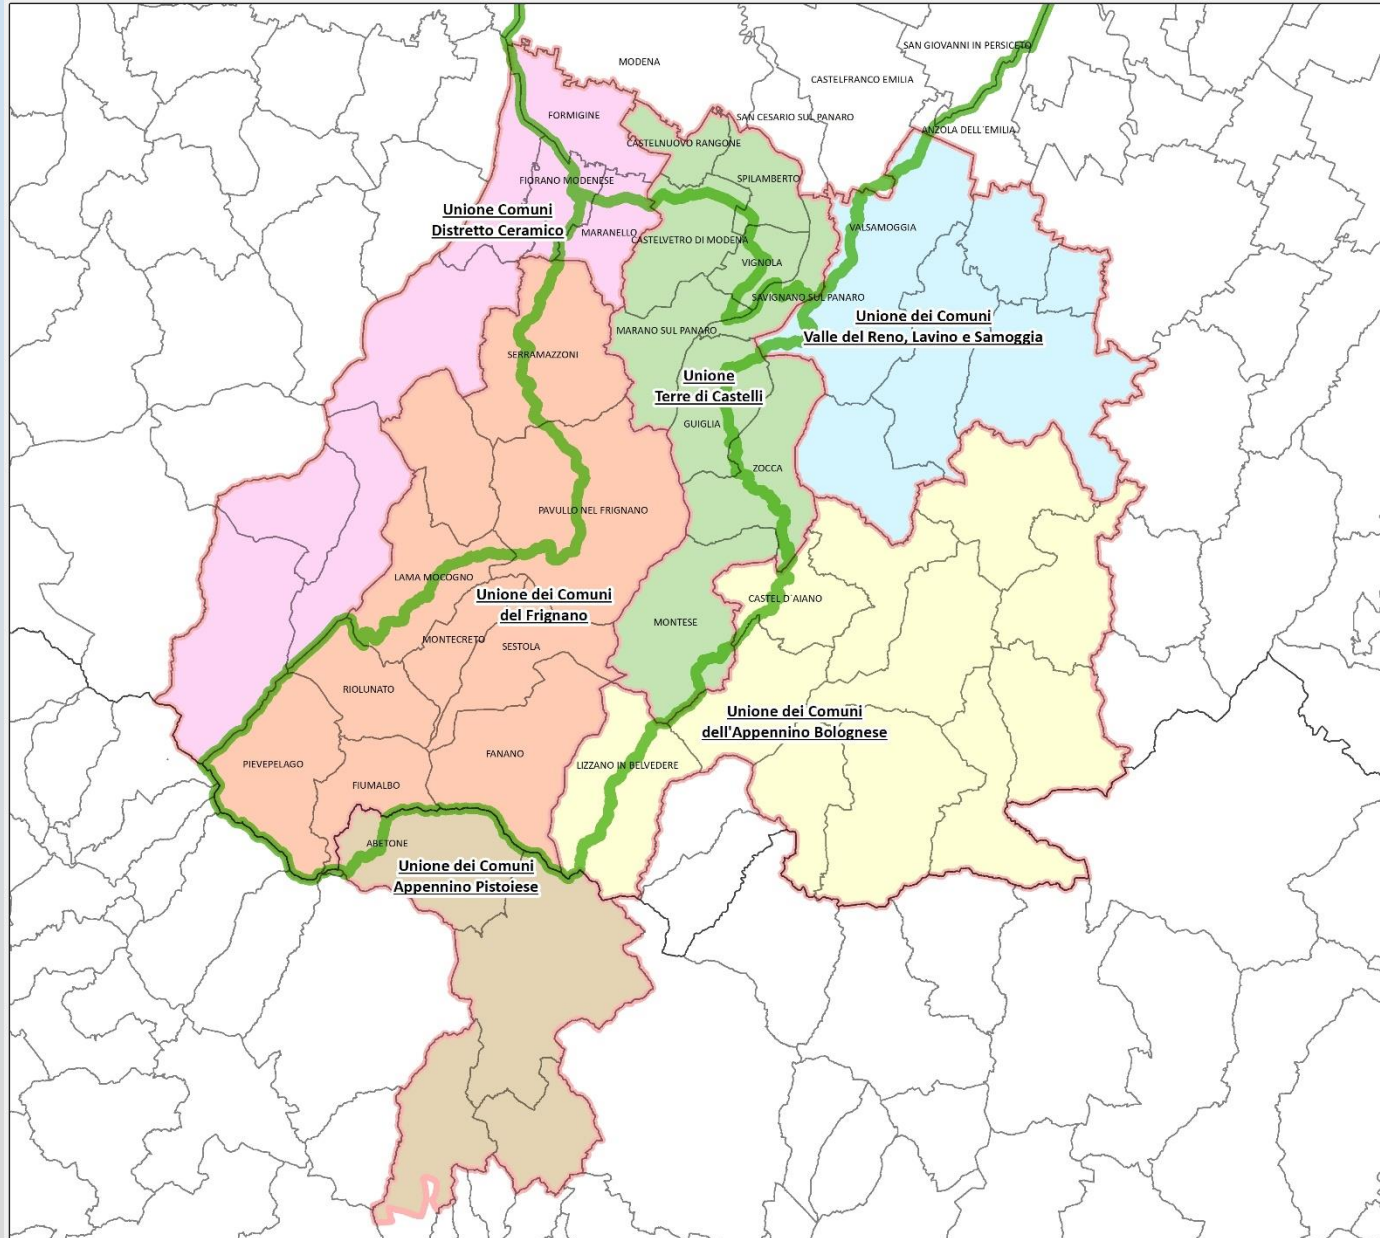 SAN GIOVANNI IN PERSICETO
MODENA
CASTELFRANCO EMILIA
FORMIGINE
SAN CESARIO SUL PANARO
ANZOLA DELL'EMILIA
CASTELNUOVO RANGONE
FIORANO MODENESE
SPILAMBERTO
Unione Comuni
Distretto Ceramico
MARANELLO
CASTELVETRO DI MODENA
VALSAMOGGIA
VIGNOLA
SAVIGNANO SUL PANARO
Unione dei Comuni
Valle del Reno, Lavino e Samoggia
MARANO SUL PANARO
SERRAMAZZONI
Unione
Terre di Castelli
GUIGLIA
ZOCCA
PAVULLO NEL FRIGNANO
LAMA MOCOGNO
Unione dei Comuni
del Frignano
CASTEL D'AIANO
MONTESE
MONTECRETO
SESTOLA
RIOLUNATO
Unione dei Comuni
dell'Appennino Bolognese
FANANO
PIEVEPELAGO
LIZZANO IN BELVEDERE
FIUMALBO
ABETONE
Unione dei Comuni
Appennino Pistoiese